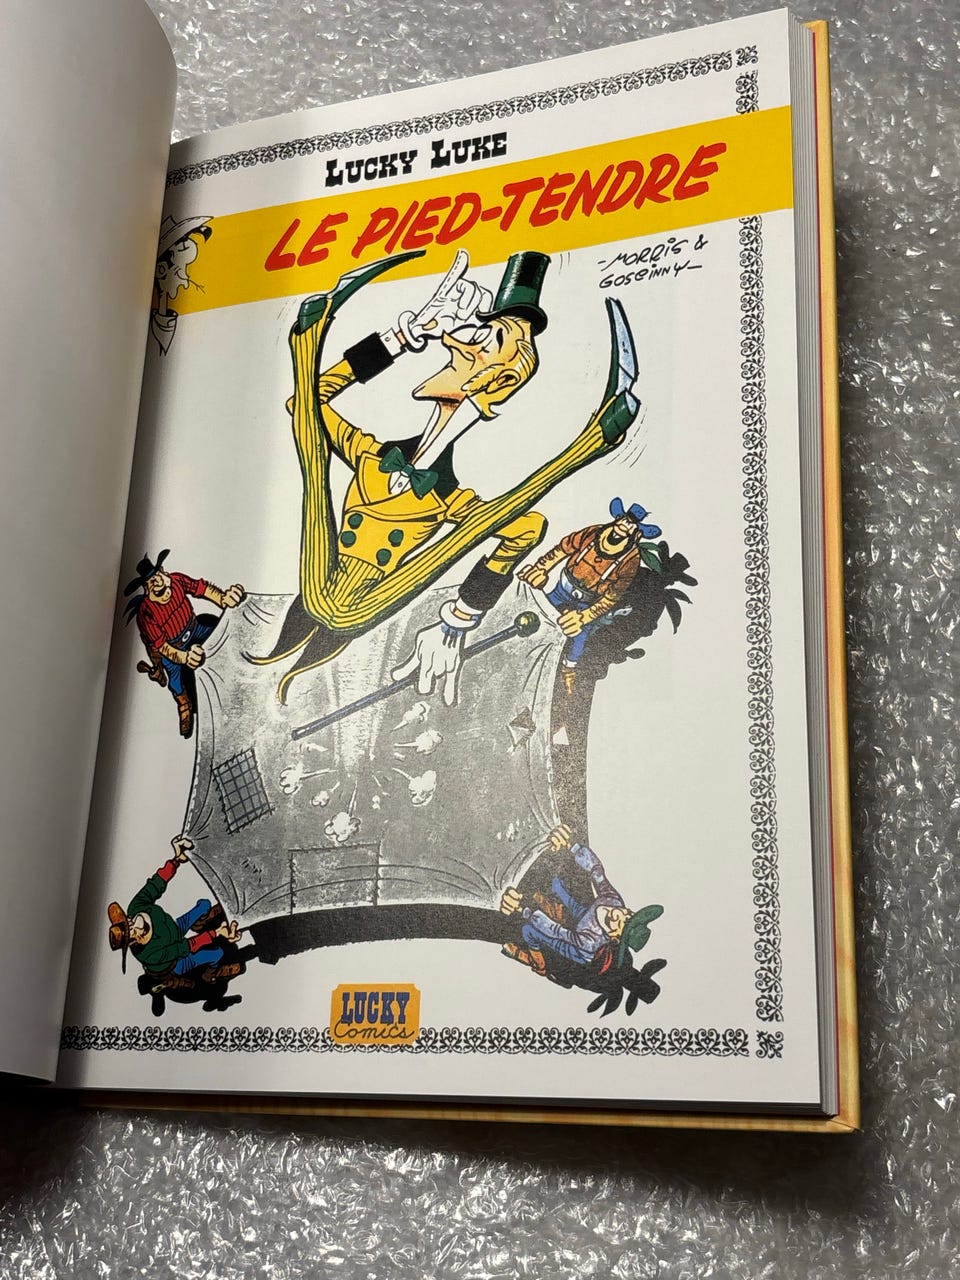 LUCKY LUKE
LE PIED-TENDRE
-MORRIS &
GOSCINNY-
LUCKY
Comics